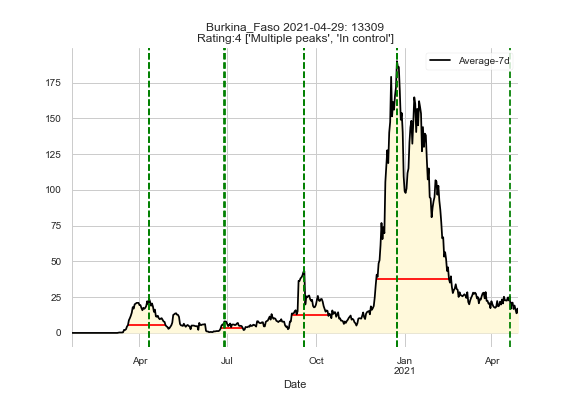 Burkina_Faso 2021-04-29: 13309
Rating:4 ['Multiple peaks', 'In control']
Average-7d
175
150
125
100
75
50
25
0
Apr
Jul
Oct
Jan
2021
Apr
Date